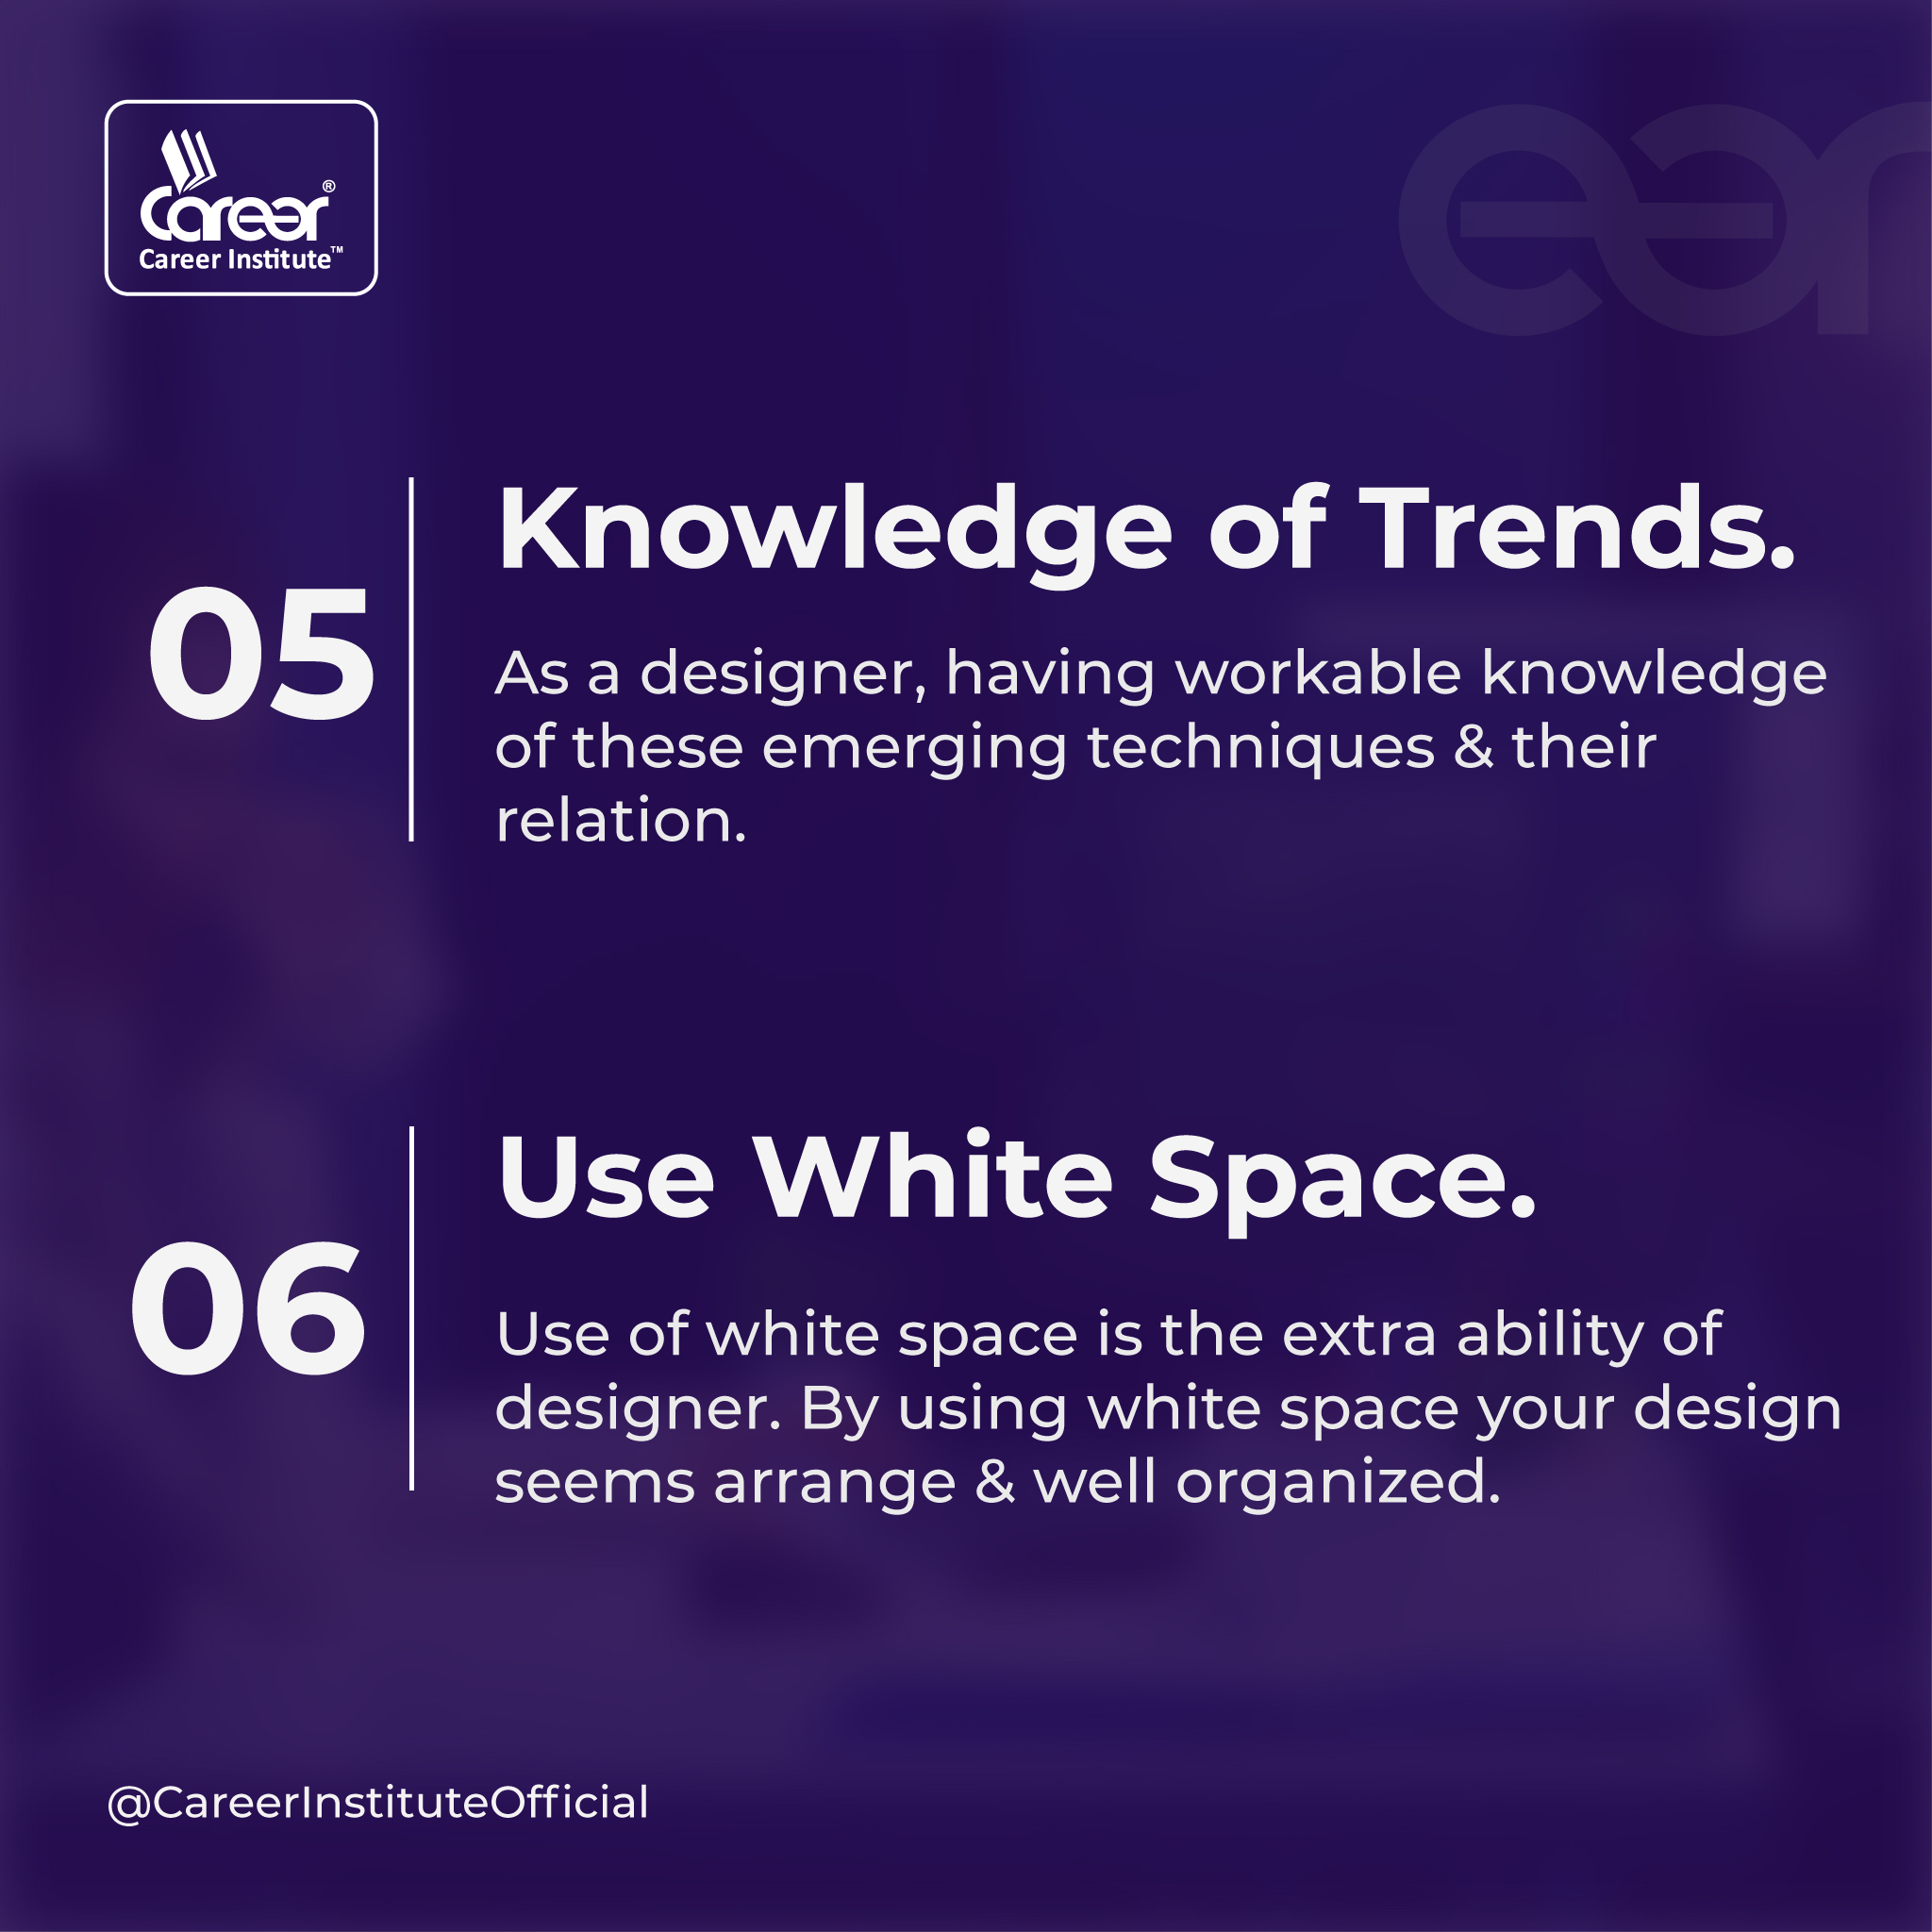 Career®
Career Institute™
eer
05
Knowledge of Trends.
As a designer, having workable knowledge
of these emerging techniques & their
relation.
06
Use White Space.
Use of white space is the extra ability of
designer. By using white space your design
seems arrange & well organized.
@CareerInstituteOfficial